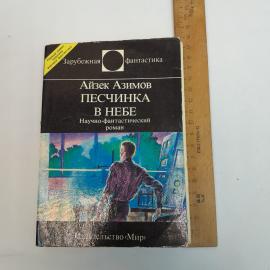 Зарубежная фантастика
Айзек Азимов
ПЕСЧИНКА
В НЕБЕ
Научно-фантастический
роман
Издательство «Мир»